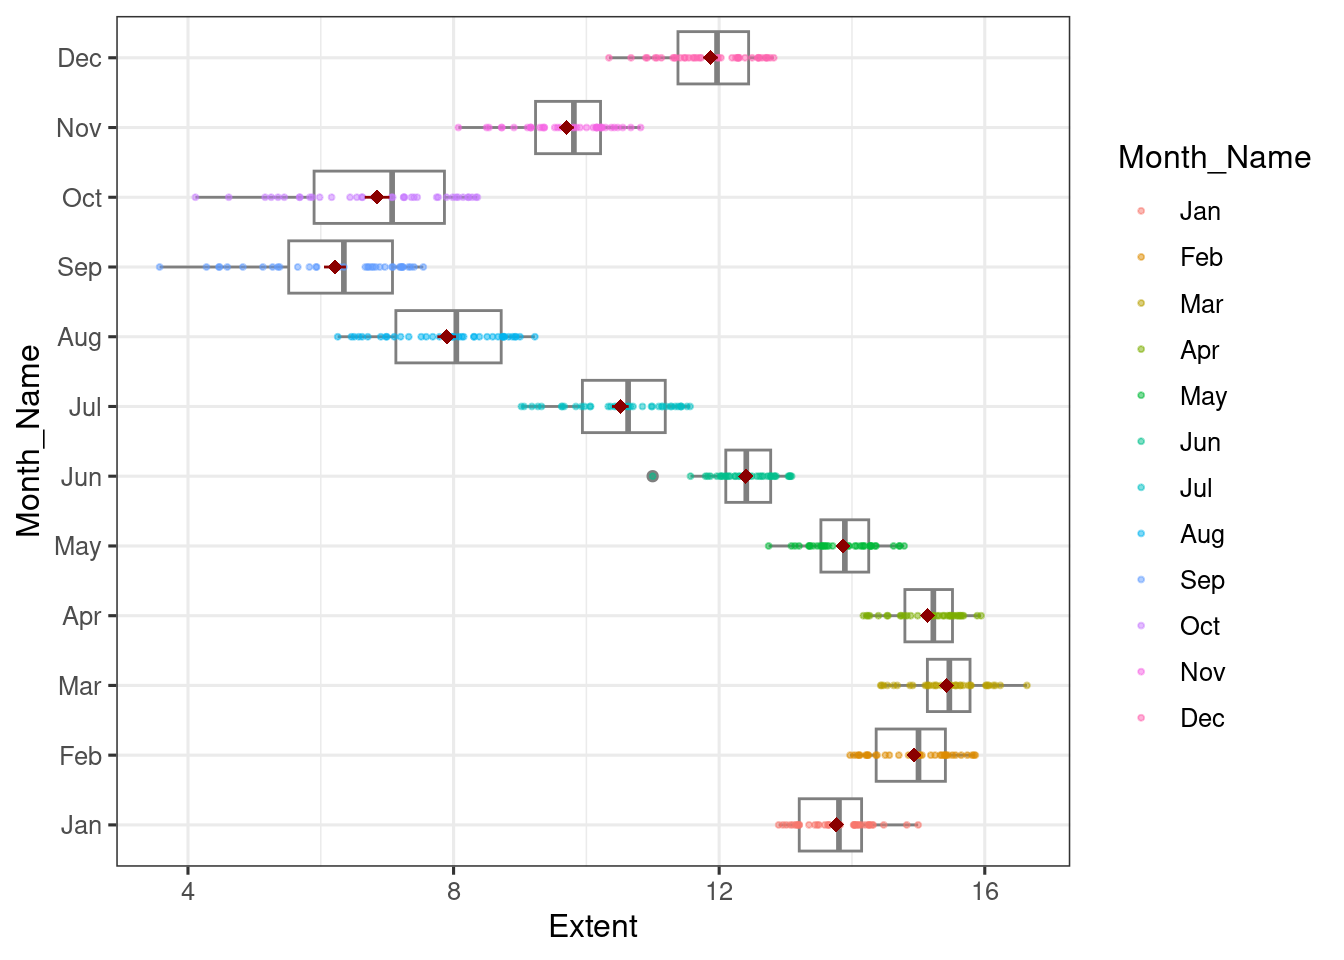 Dec
Nov
Oct
Sep
Aug
Jul
Jun
May
Apr
Mar
Feb
Jan
Month_Name
4 8 12 16
Extent
Month_Name
Jan
Feb
Mar
Apr
May
Jun
Jul
Aug
Sep
Oct
Nov
Dec